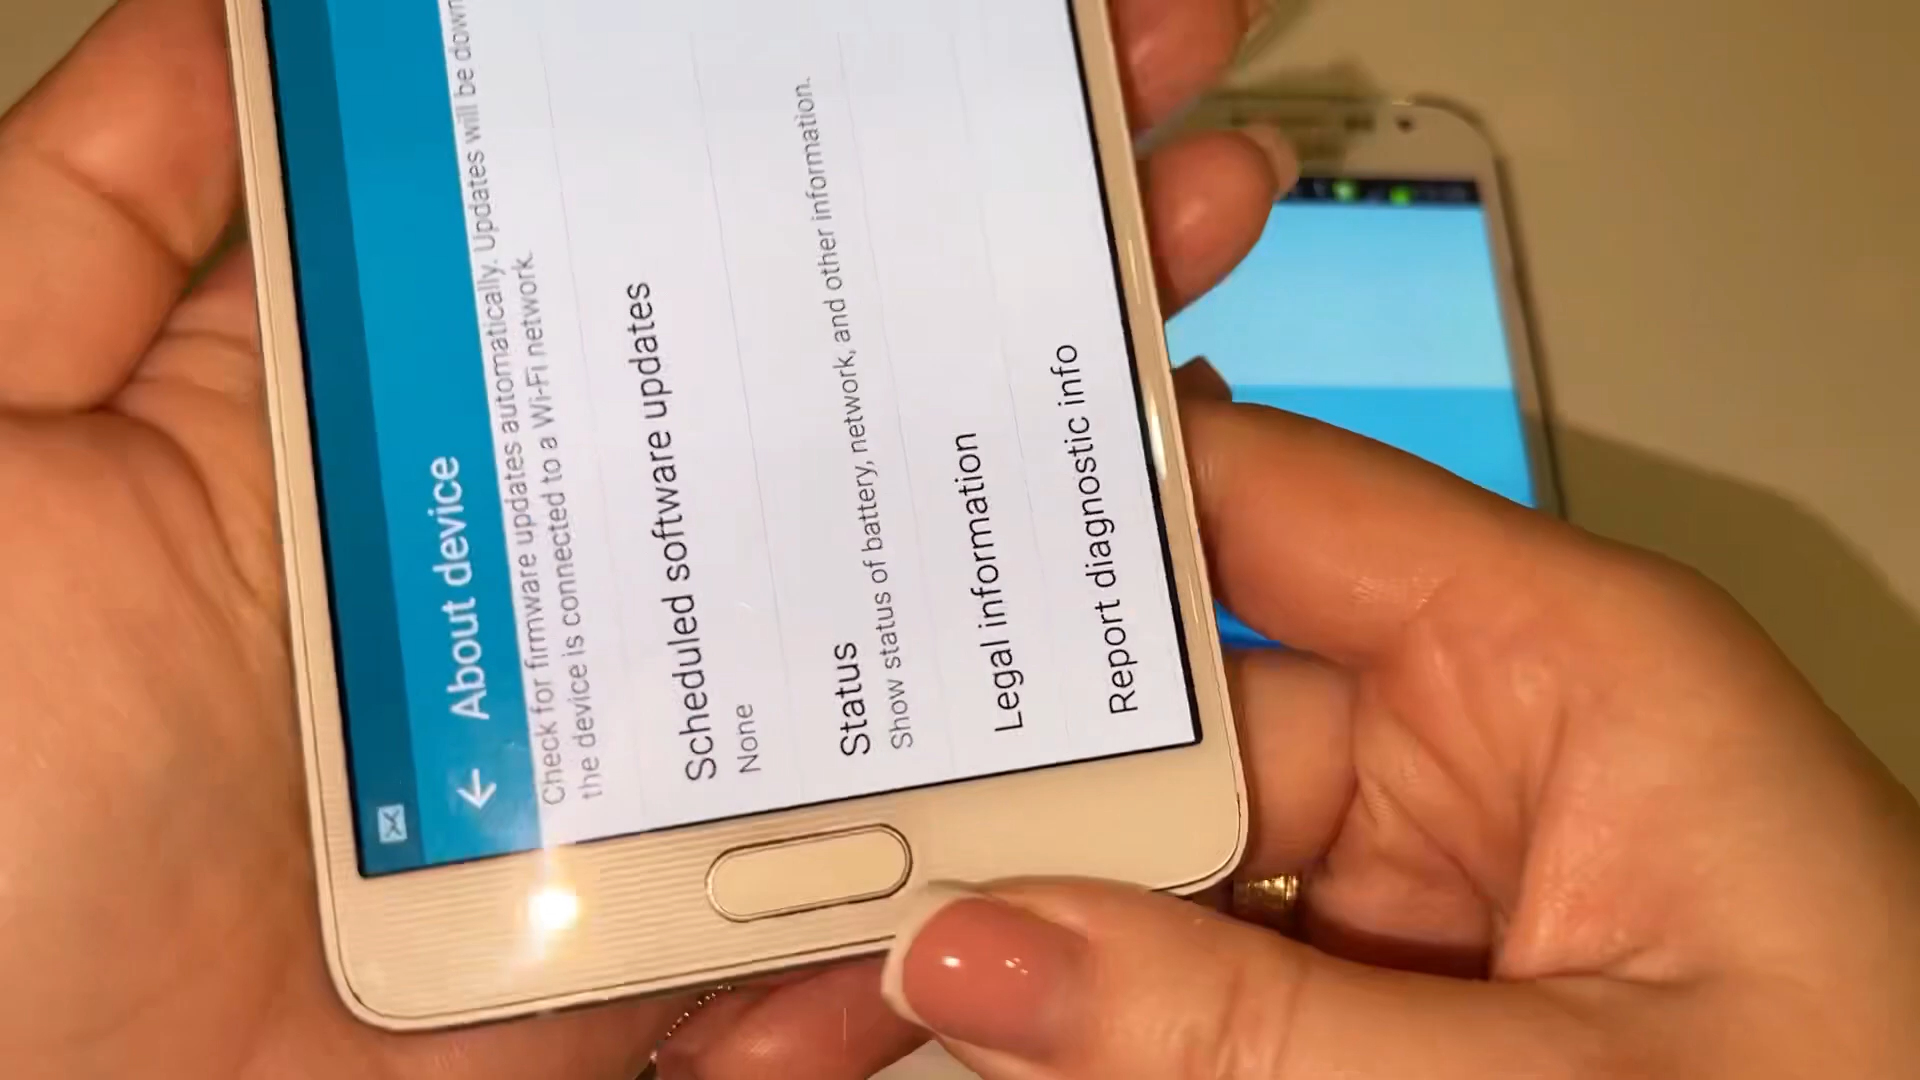 About device
Check for firmware updates automatically. Updates will be down
the device is connected to a Wi-Fi network.
Scheduled software updates
None
Status
Show status of battery, network, and other information.
Legal information
Report diagnostic info